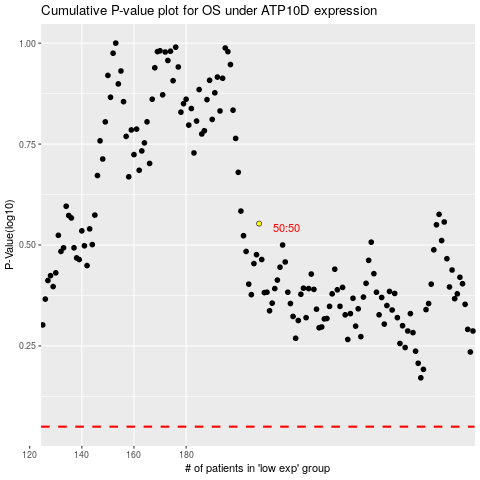 Cumulative P-value plot for OS under ATP10D expression
P-Value(log10)
1.00
0.75
0.50
0.25
50:50
120 140 160 180
# of patients in 'low exp' group